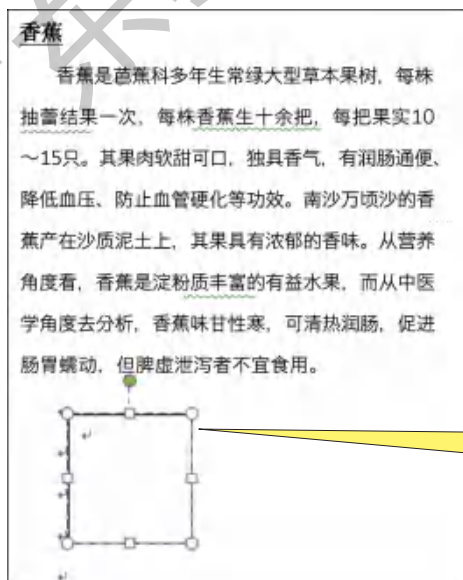 香蕉
香蕉是芭蕉科多年生常绿大型草本果树，每株
抽蕾结果一次，每株香蕉生十余把，每把果实10
～15只。其果肉软甜可口，独具香气，有润肠通便、
降低血压、防止血管硬化等功效。南沙万顷沙的香
蕉产在沙质泥土上，其果具有浓郁的香味。从营养
角度看，香蕉是淀粉质丰富的有益水果，而从中医
学角度去分析，香蕉味甘性寒，可清热润肠，促进
肠胃蠕动，但脾虚泄泻者不宜食用。